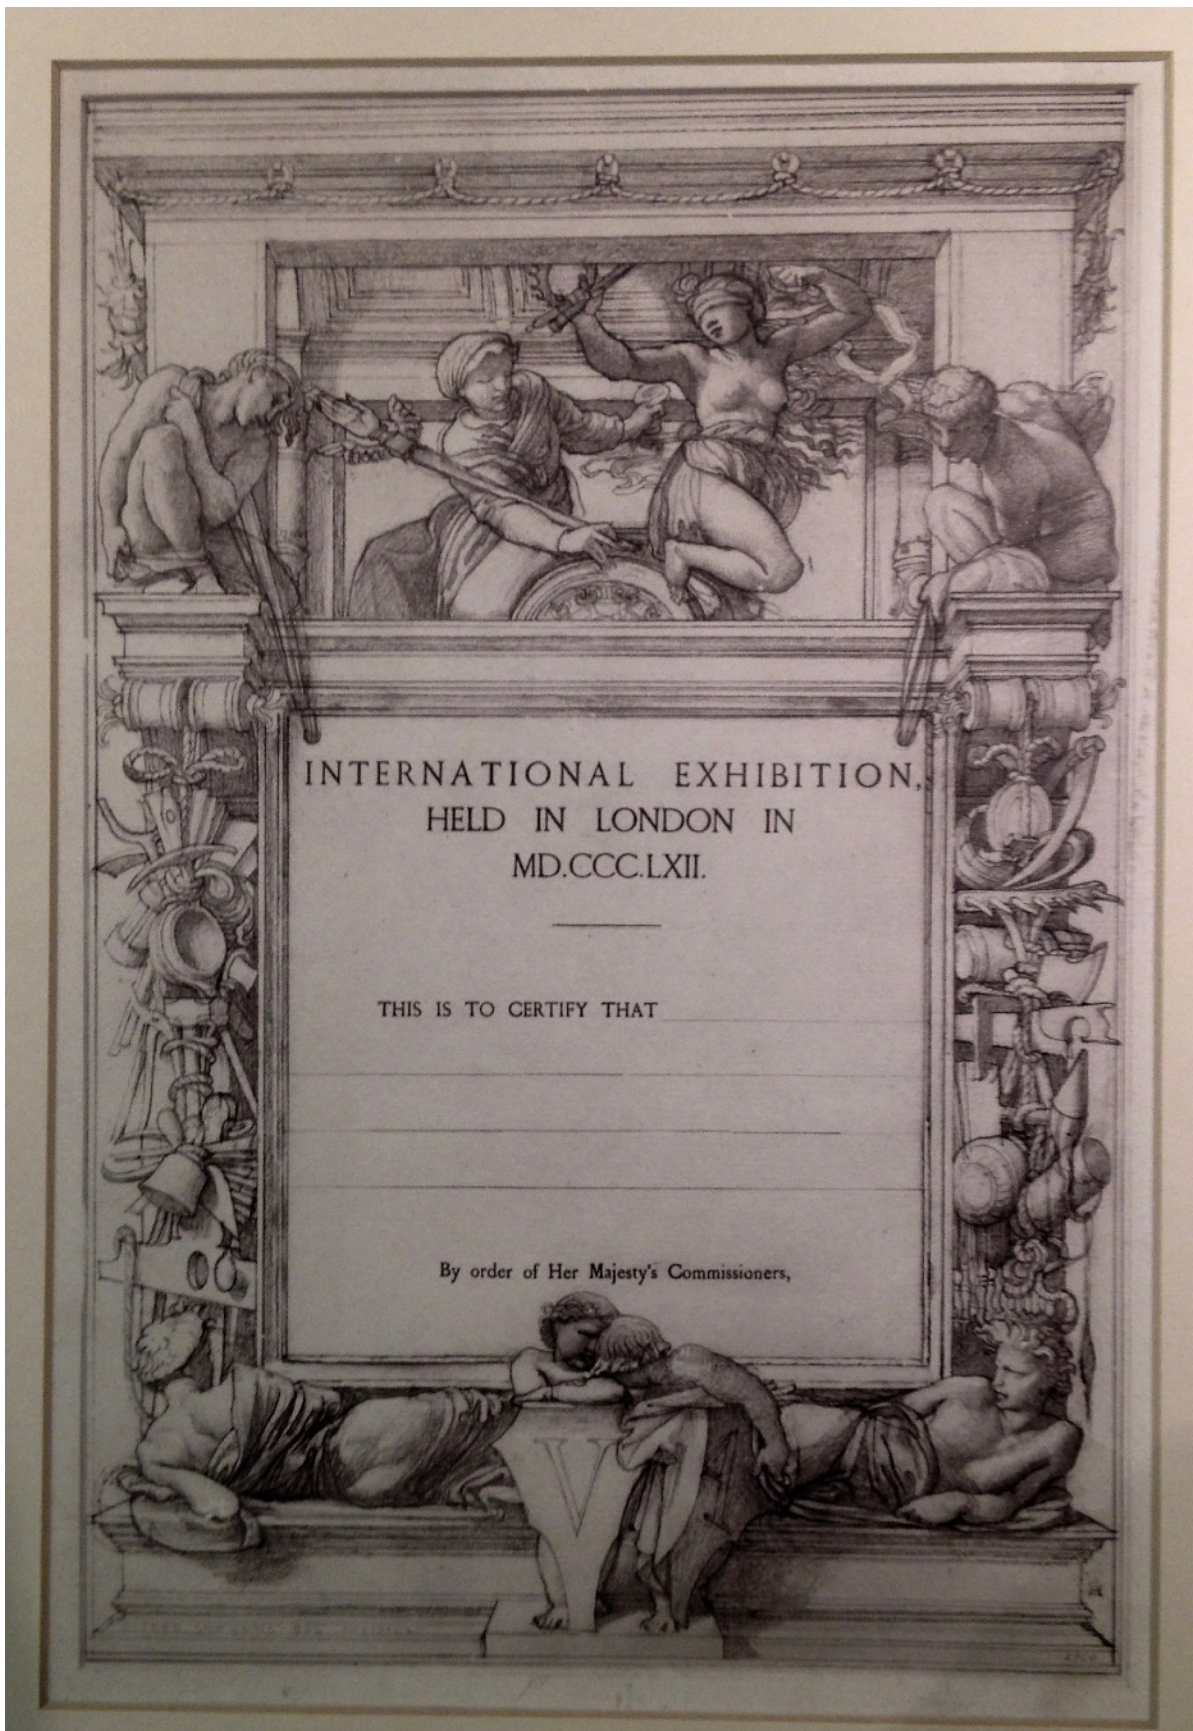 INTERNATIONAL EXHIBITION,
HELD IN LONDON IN
MD.CCC.LXII.
THIS IS TO CERTIFY THAT
By order of Her Majesty's Commissioners,
V